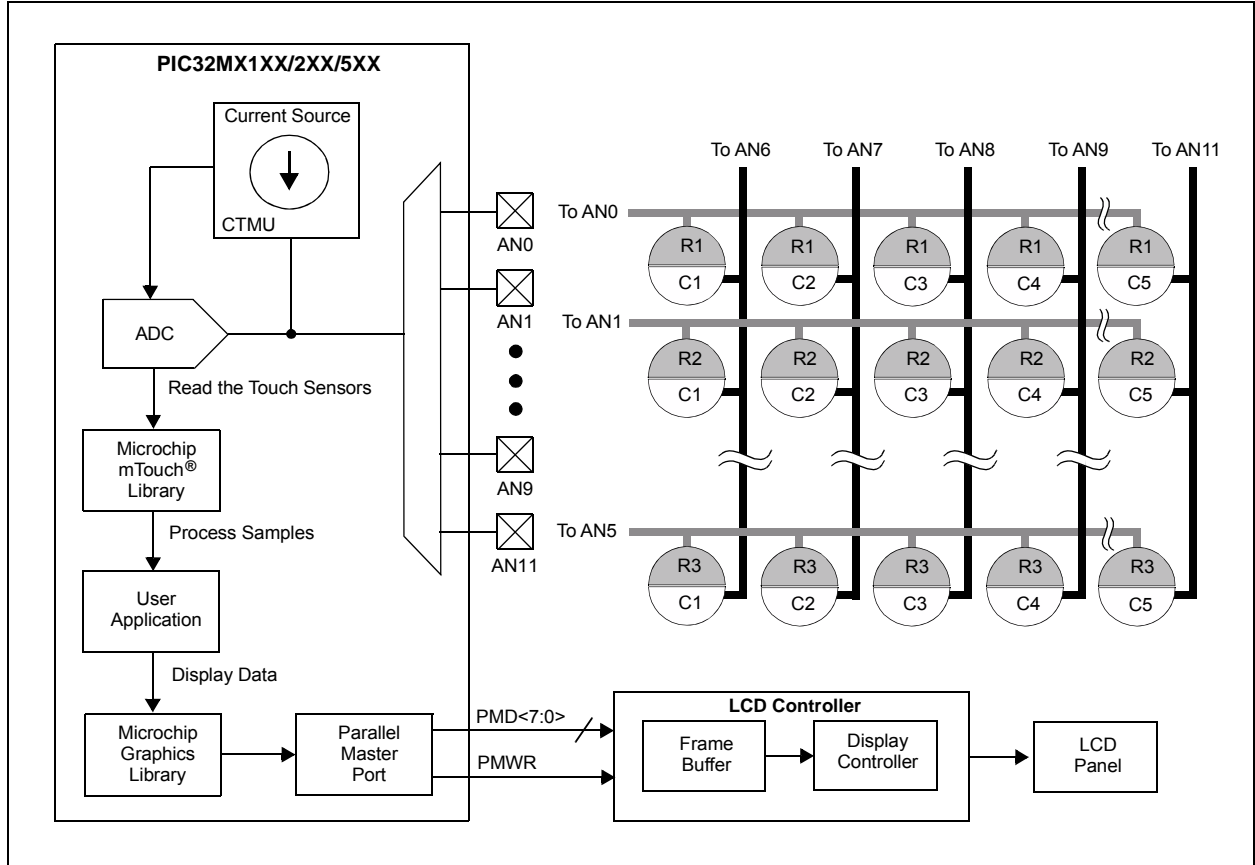 PIC32MX1XX/2XX/5XX
Current Source
CTMU
ADC
Read the Touch Sensors
Microchip
mTouch®
Library
Process Samples
User
Application
Display Data
Microchip
Graphics
Library
Parallel
Master
Port
AN0
AN1
AN9
AN11
To AN6 To AN7 To AN8 To AN9 To AN11
To AN0
R1 R1 R1 R1 R1
C1 C2 C3 C4 C5
To AN1
R2 R2 R2 R2 R2
C1 C2 C3 C4 C5
To AN5
R3 R3 R3 R3 R3
C1 C2 C3 C4 C5
PMD<7:0>
PMWR
LCD Controller
Frame
Buffer
Display
Controller
LCD
Panel